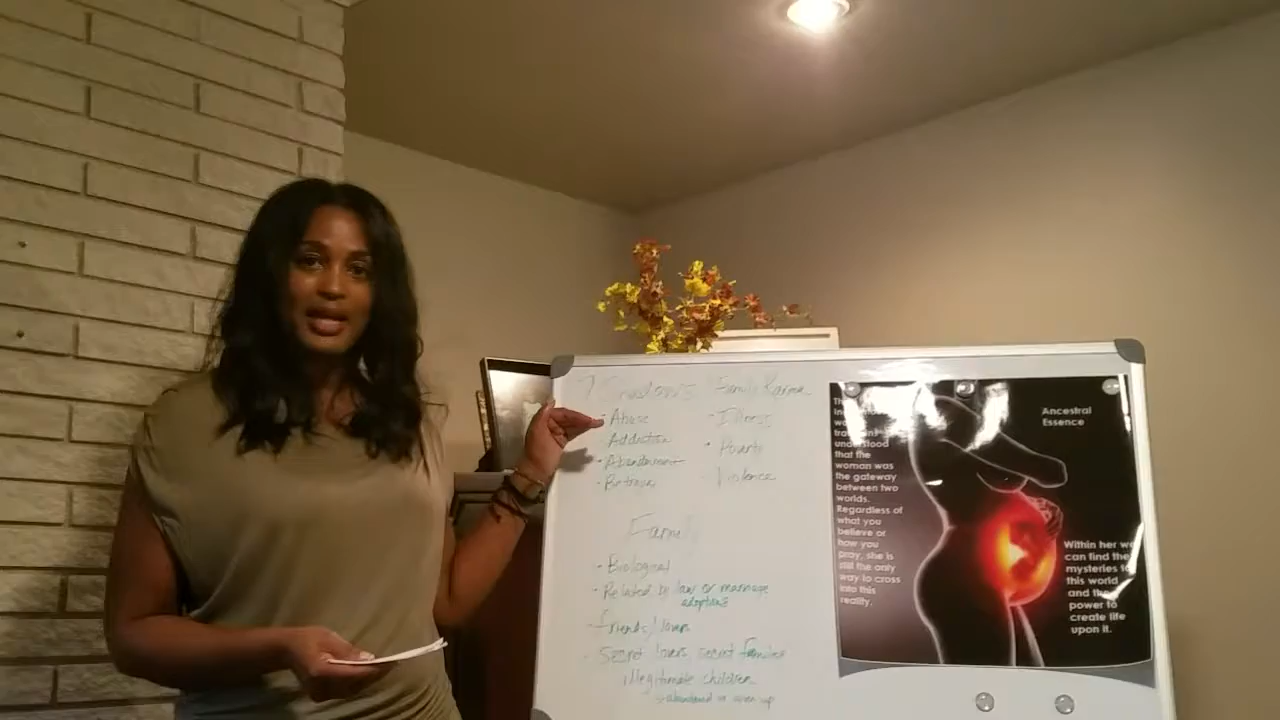 7 Shadows Family Karma
• Abuse
Addiction
• Abandonment
• Betrayal
• Illness
• Poverty
- Violence
Family
• Biological
• Related by law or marriage
adoptions
- friends/lovers
- Secret lovers, secret families
illegitimate children
abandoned or given up
understood
that the
woman was
the gateway
between two
worlds.
Regardless of
what you
believe or
how you
pray, she is
still the only
way to cross
into this
reality.
Ancestral
Essence
Within her we
can find the
mysteries
this world
and the
power to
create life
upon it.